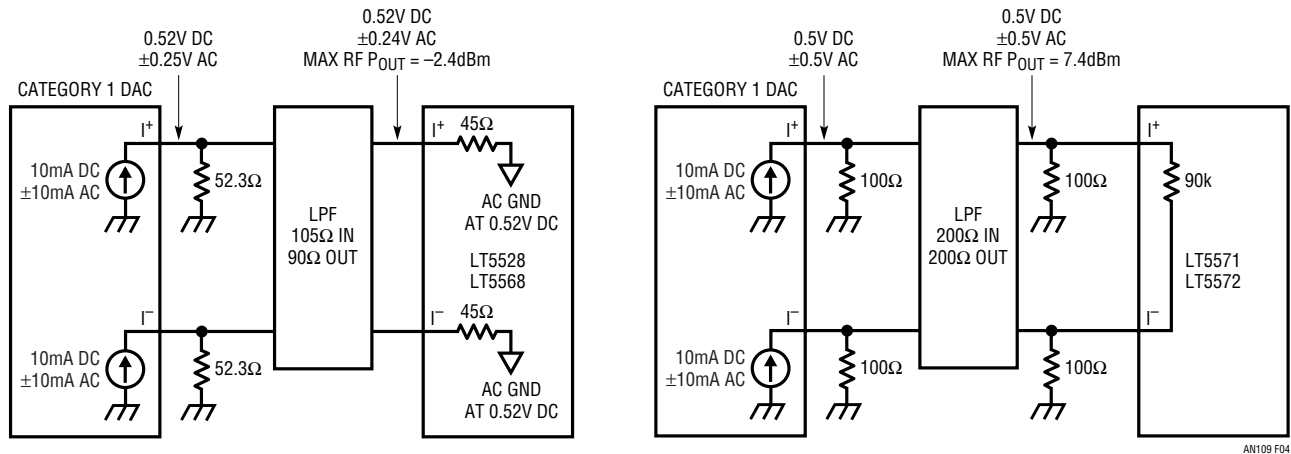 0.52V DC
±0.25V AC
0.52V DC
±0.24V AC
MAX RF POUT = –2.4dBm
CATEGORY 1 DAC
I+
10mA DC
±10mA AC
52.3Ω
I–
10mA DC
±10mA AC
52.3Ω
LPF
105Ω IN
90Ω OUT
I+
45Ω
AC GND
AT 0.52V DC
LT5528
LT5568
I–
45Ω
AC GND
AT 0.52V DC
0.5V DC
±0.5V AC
0.5V DC
±0.5V AC
MAX RF POUT = 7.4dBm
CATEGORY 1 DAC
I+
10mA DC
±10mA AC
100Ω
I–
10mA DC
±10mA AC
100Ω
LPF
200Ω IN
200Ω OUT
100Ω
100Ω
I+
90k
LT5571
LT5572
I–
AN109 F04